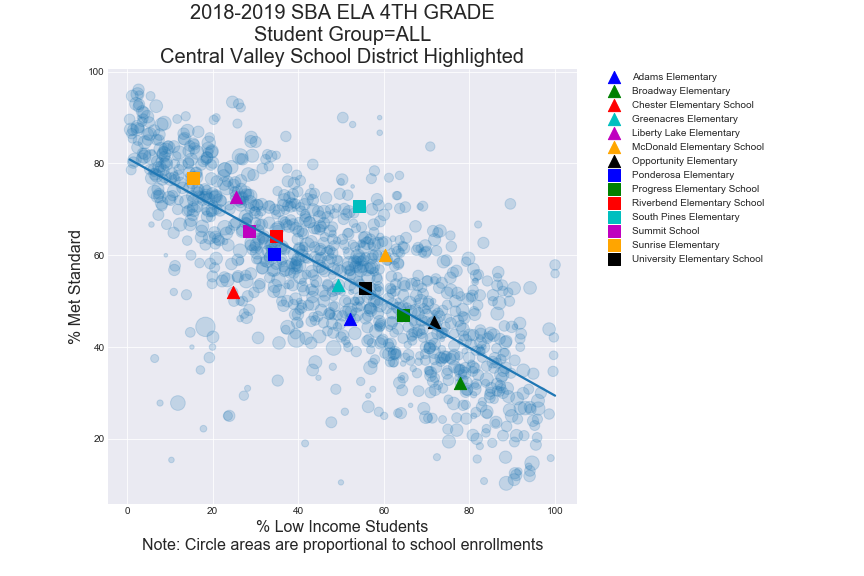 2018-2019 SBA ELA 4TH GRADE
Student Group=ALL
Central Valley School District Highlighted
% Met Standard
100
80
60
40
20
0
20
40
60
80
100
% Low Income Students
Note: Circle areas are proportional to school enrollments
Adams Elementary
Broadway Elementary
Chester Elementary School
Greenacres Elementary
Liberty Lake Elementary
McDonald Elementary School
Opportunity Elementary
Ponderosa Elementary
Progress Elementary School
Riverbend Elementary School
South Pines Elementary
Summit School
Sunrise Elementary
University Elementary School